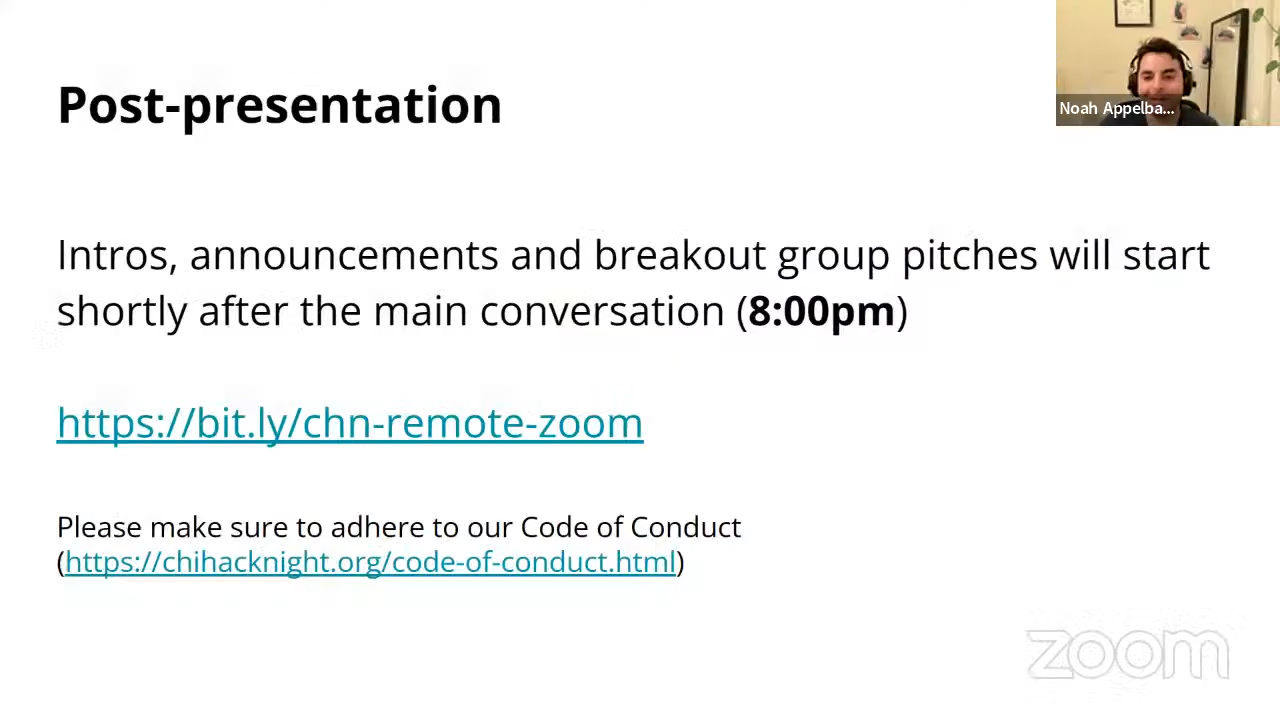 Post-presentation
Noah Appelba...
Intros, announcements and breakout group pitches will start
shortly after the main conversation (8:00pm)
https://bit.ly/chn-remote-zoom
Please make sure to adhere to our Code of Conduct
(https://chihacknight.org/code-of-conduct.html)
zoom